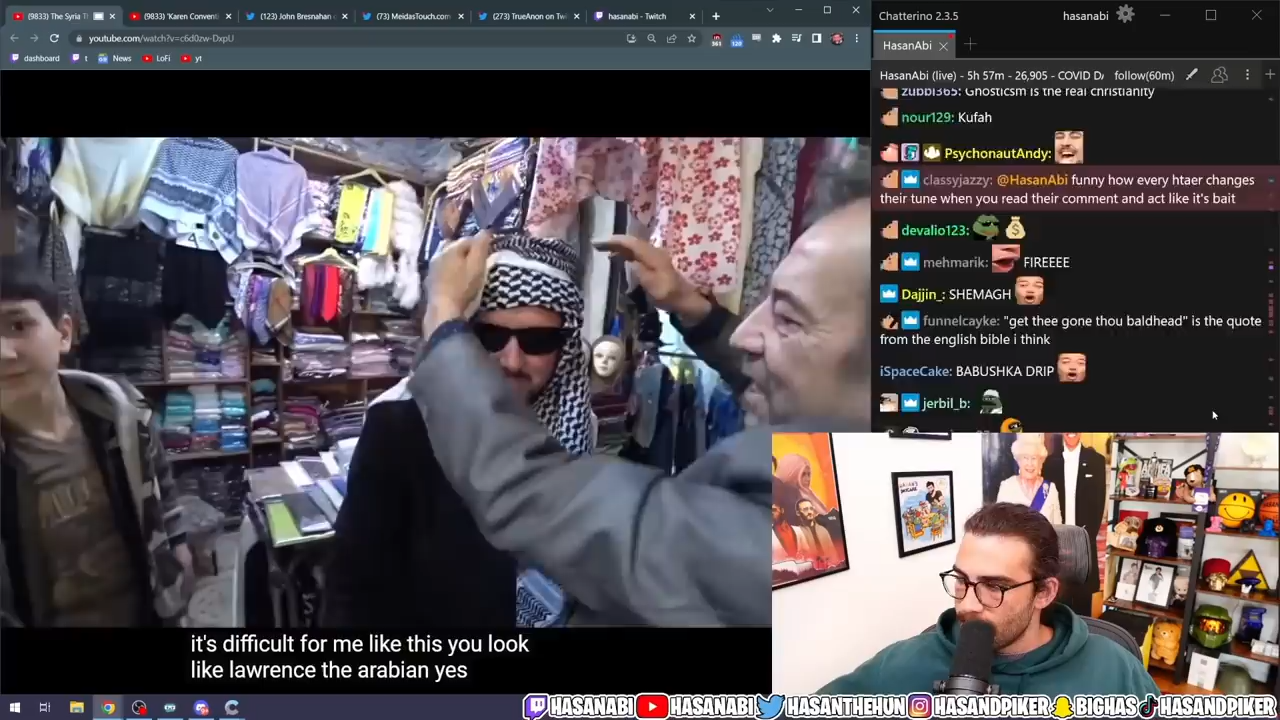 (9833) The Syria T
(9833) "Karen Conventi
(123) John Bresnahan
(73) MeidasTouch.com
(273) TrueAnon on Twi
hasanabi - Twitch
youtube.com/watch?v=c6d0zw-DxpU
dashboard
t
News
LoFi
yt
Chatterino 2.3.5
hasanabi
HasanAbi
HasanAbi (live) - 5h 57m - 26,905 - COVID D
follow(60m)
zubbi365: Ghosticsm is the real christianity
nour129: Kufah
PsychonautAndy:
classyjazzy: @HasanAbi funny how every htaer changes
their tune when you read their comment and act like it's bait
devalio123:
mehmarik: FIREEEE
Dajjin_: SHEMAGH
funnelcayke: "get thee gone thou baldhead" is the quote
from the english bible i think
iSpaceCake: BABUSHKA DRIP
jerbil_b:
it's difficult for me like this you look
like lawrence the arabian yes
HASANABI HASANABI HASANTHEHUN HASANDPIKER BIGHAS HASANDPIKER